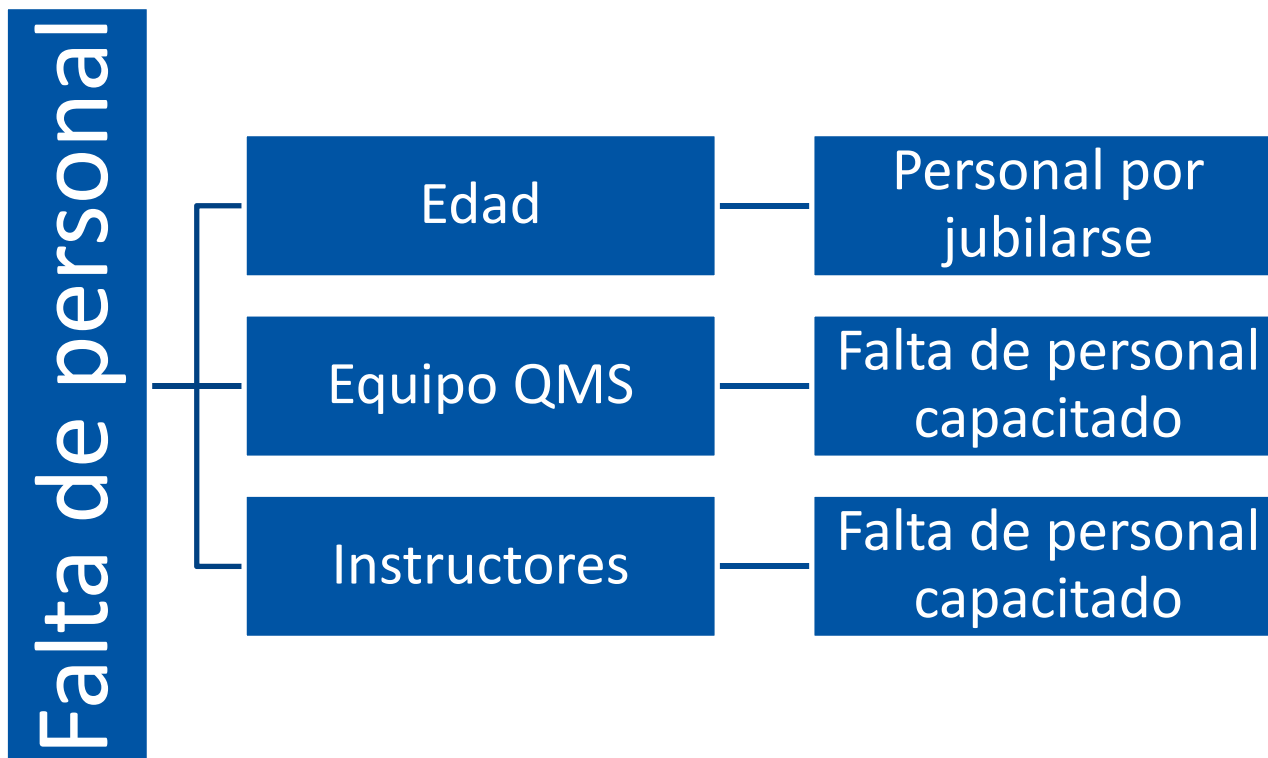 Falta de personal
Edad
Personal por
jubilarse
Equipo QMS
Falta de personal
capacitado
Instructores
Falta de personal
capacitado